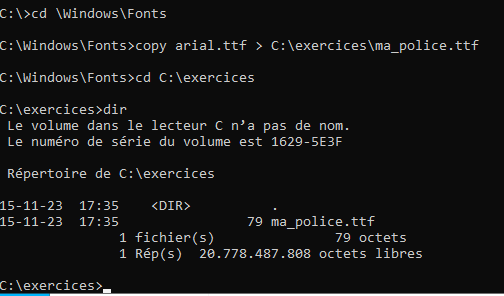 C:\>cd \Windows\Fonts
C:\Windows\Fonts>copy arial.ttf > C:\exercices\ma_police.ttf
C:\Windows\Fonts>cd C:\exercices
C:\exercices>dir
Le volume dans le lecteur C n’a pas de nom.
Le numéro de série du volume est 1629-5E3F
Répertoire de C:\exercices
15-11-23  17:35    <DIR>          .
15-11-23  17:35                79 ma_police.ttf
1 fichier(s)               79 octets
1 Rép(s)  20.778.487.808 octets libres
C:\exercices>